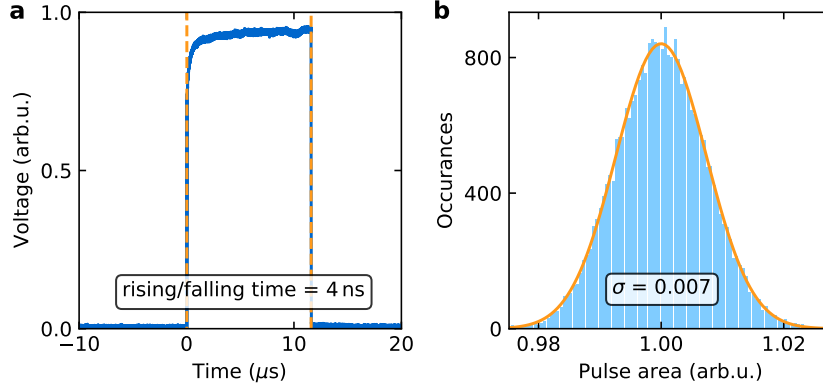 a
1.0
0.5
0.0
Voltage (arb.u.)
rising/falling time = 4 ns
−10
0
10
20
Time (μs)
b
800
400
0
Occurances
σ = 0.007
0.98
1.00
1.02
Pulse area (arb.u.)